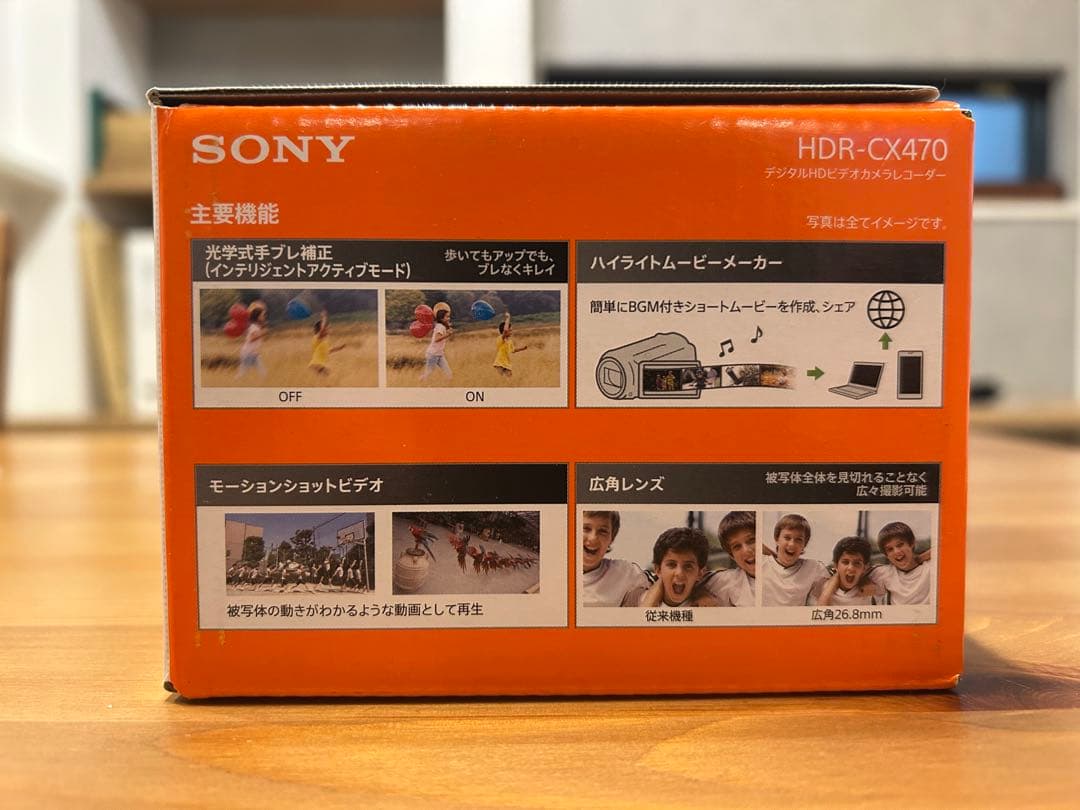 SONY
HDR-CX470
デジタルHDビデオカメラレコーダー
主要機能
写真は全てイメージです。
光学式手ブレ補正
(インテリジェントアクティブモード)
歩いてもアップでも、
ブレなくキレイ
OFF
ON
ハイライトムービーメーカー
簡単にBGM付きショートムービーを作成、シェア
モーションショットビデオ
被写体の動きがわかるような動画として再生
広角レンズ
被写体全体を見切れることなく
広々撮影可能
従来機種
広角26.8mm